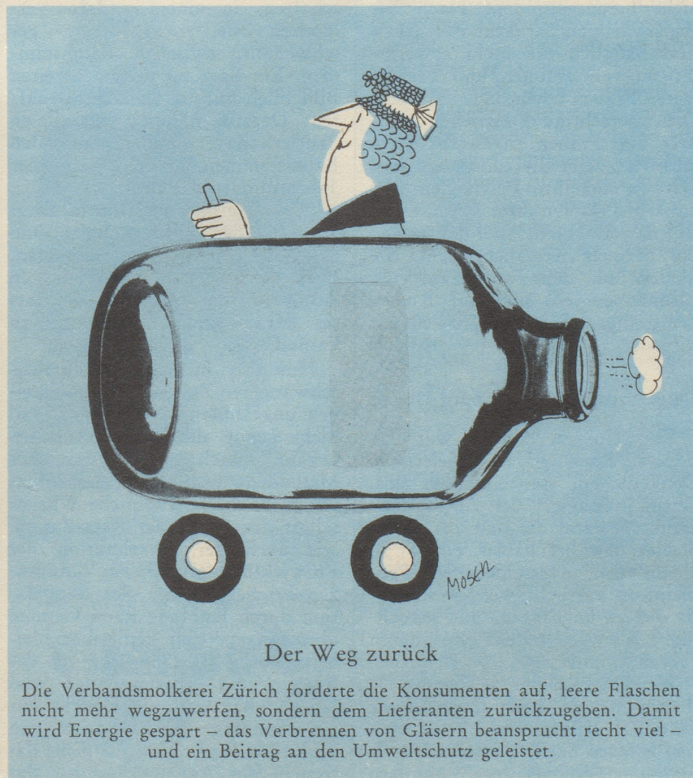 MOSER
Der Weg zurück
Die Verbandsmolkerei Zürich forderte die Konsumenten auf, leere Flaschen
nicht mehr wegzuwerfen, sondern dem Lieferanten zurückzugeben. Damit
wird Energie gespart – das Verbrennen von Gläsern beansprucht recht viel –
und ein Beitrag an den Umweltschutz geleistet.